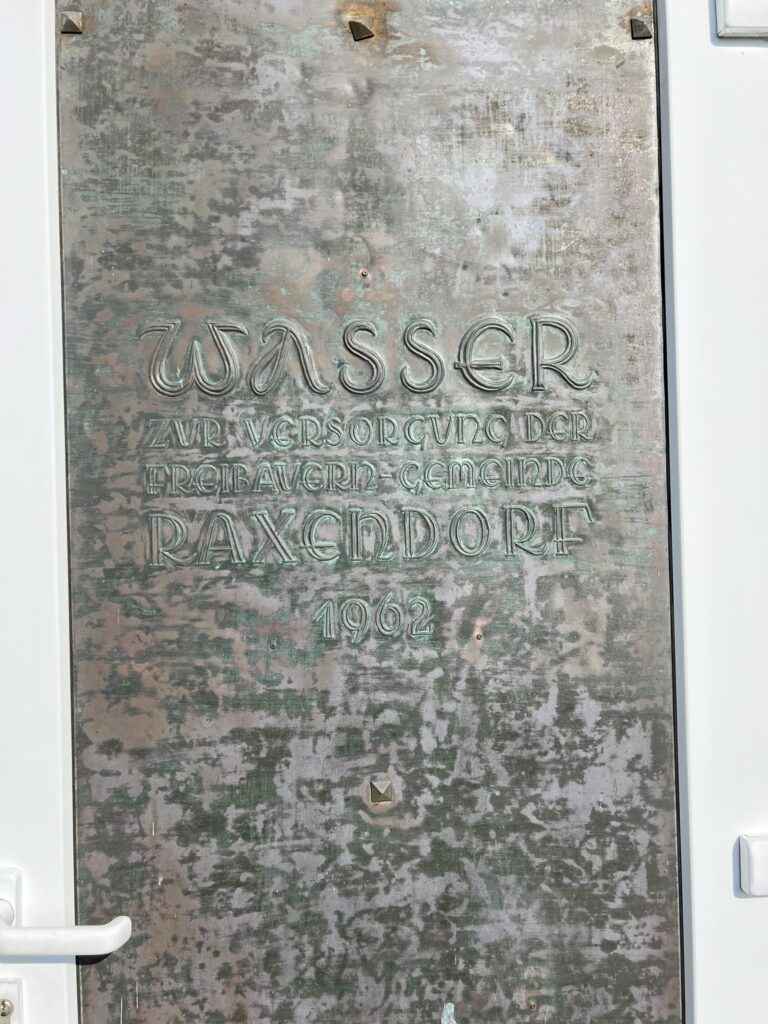 WASSER
ZUR VERSORGUNG DER
FREIBAUERN-GEMEINDE
RAXENDORF
1962